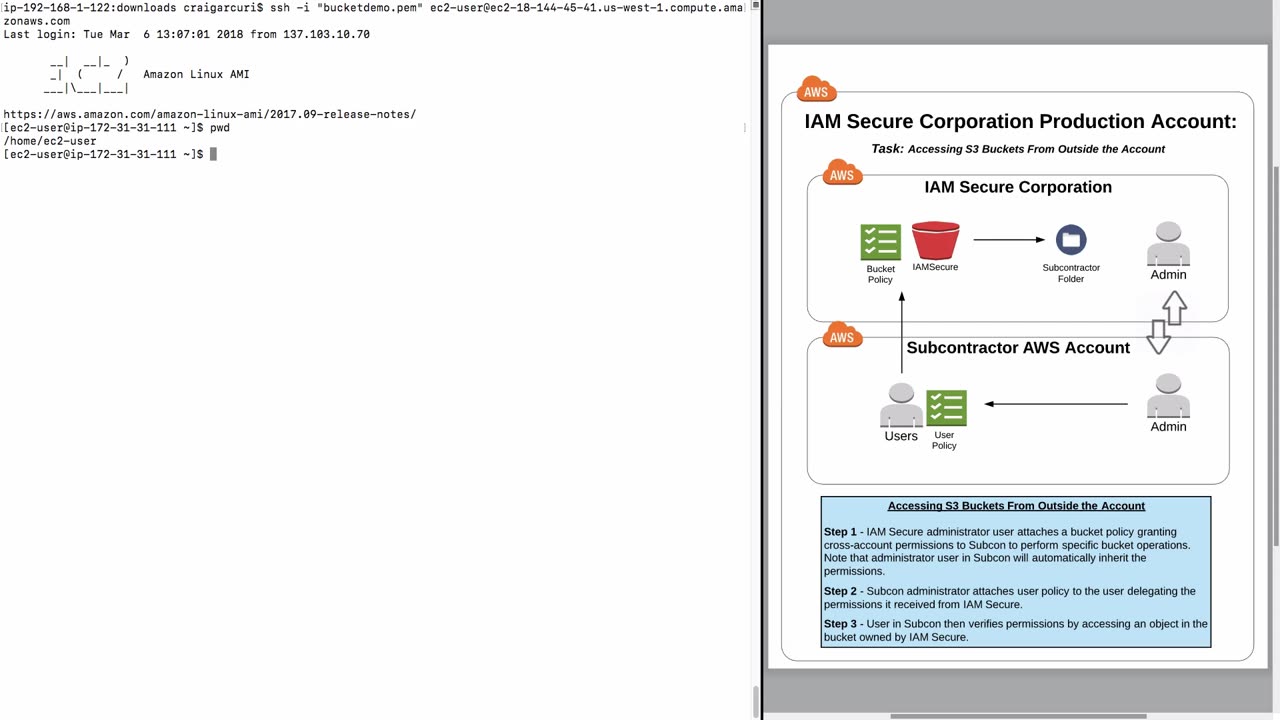 ip-192-168-1-122:downloads craigarcuri$ ssh -i "bucketdemo.pem" ec2-user@ec2-18-144-45-41.us-west-1.compute.ama
zonaws.com
Last login: Tue Mar  6 13:07:01 2018 from 137.103.10.70
       __|  __|_  )
       _|  (     /   Amazon Linux AMI
      ___|\___|___|
https://aws.amazon.com/amazon-linux-ami/2017.09-release-notes/
[ec2-user@ip-172-31-31-111 ~]$ pwd
/home/ec2-user
[ec2-user@ip-172-31-31-111 ~]$
AWS
IAM Secure Corporation Production Account:
Task: Accessing S3 Buckets From Outside the Account
AWS
IAM Secure Corporation
Bucket
Policy
IAMSecure
Subcontractor
Folder
Admin
AWS
Subcontractor AWS Account
Users
User
Policy
Admin
Accessing S3 Buckets From Outside the Account
Step 1 - IAM Secure administrator user attaches a bucket policy granting
cross-account permissions to Subcon to perform specific bucket operations.
Note that administrator user in Subcon will automatically inherit the
permissions.
Step 2 - Subcon administrator attaches user policy to the user delegating the
permissions it received from IAM Secure.
Step 3 - User in Subcon then verifies permissions by accessing an object in the
bucket owned by IAM Secure.